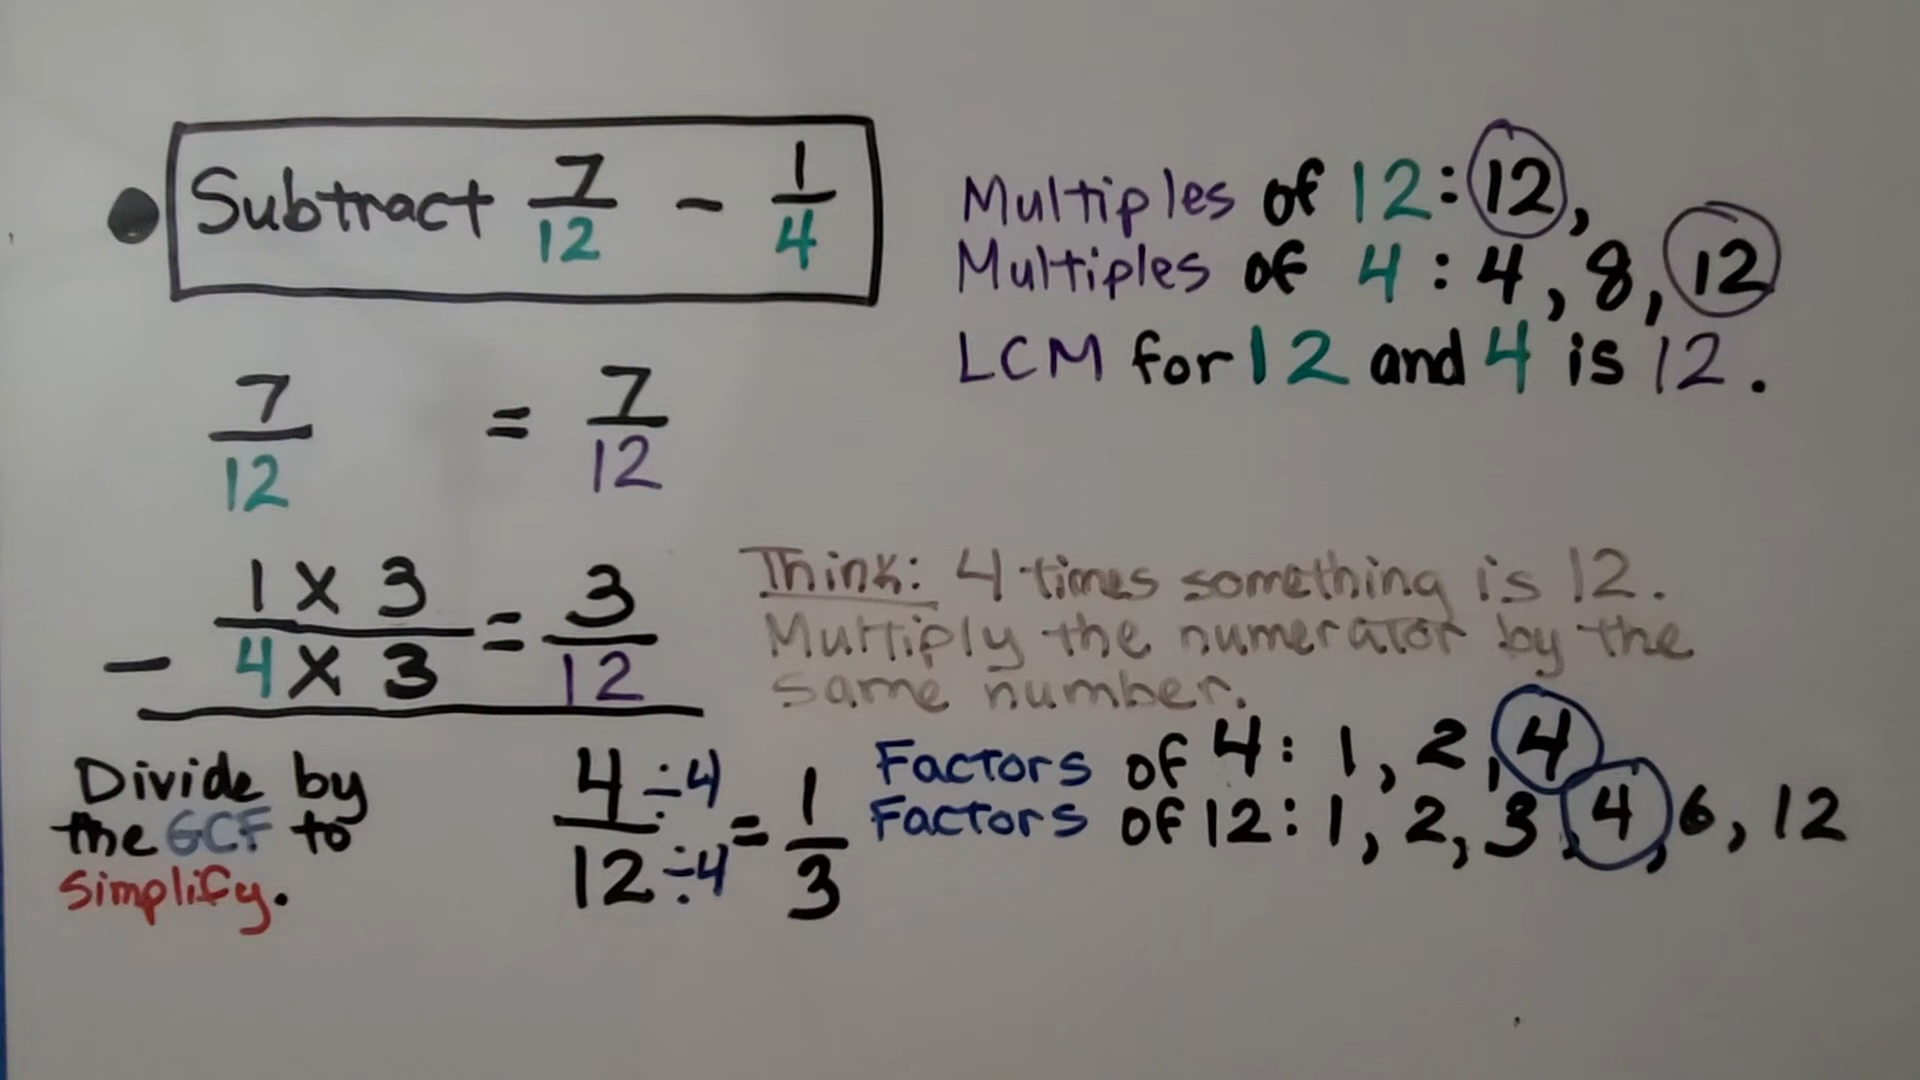 Subtract 7/12 - 1/4
Multiples of 12: 12,
Multiples of 4: 4, 8, 12
LCM for 12 and 4 is 12.
7/12 = 7/12
- 1 x 3 / 4 x 3 = 3/12
Think: 4 times something is 12.
Multiply the numerator by the
same number.
Divide by
the GCF to
simplify.
4 ÷4 / 12 ÷4 = 1/3
Factors of 4: 1, 2, 4
Factors of 12: 1, 2, 3, 4, 6, 12